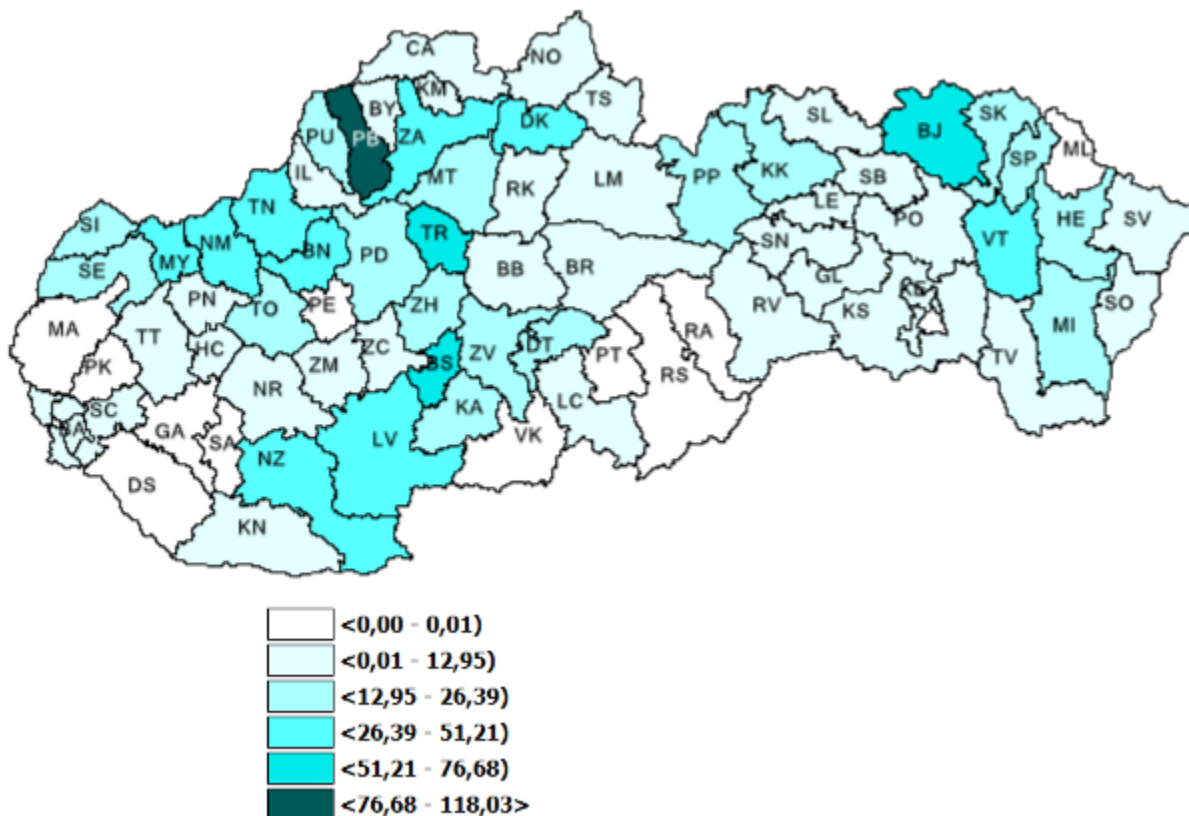 CA
NO
KM
TS
BY
PU
PB
ZA
DK
SL
SK
BJ
SP
ML
IL
MT
RK
LM
PP
KK
SB
LE
PO
HE
SV
SI
TN
NM
BN
TR
VT
SE
MY
PD
BB
BR
SN
GL
PN
TO
PE
ZH
RV
KS
KE
SO
MA
TT
HC
ZM
ZC
BS
ZV
DT
PT
RA
MI
PK
NR
RS
TV
SC
BA
GA
SA
KA
LC
LV
VK
NZ
DS
KN
<0,00 - 0,01)
<0,01 - 12,95)
<12,95 - 26,39)
<26,39 - 51,21)
<51,21 - 76,68)
<76,68 - 118,03>